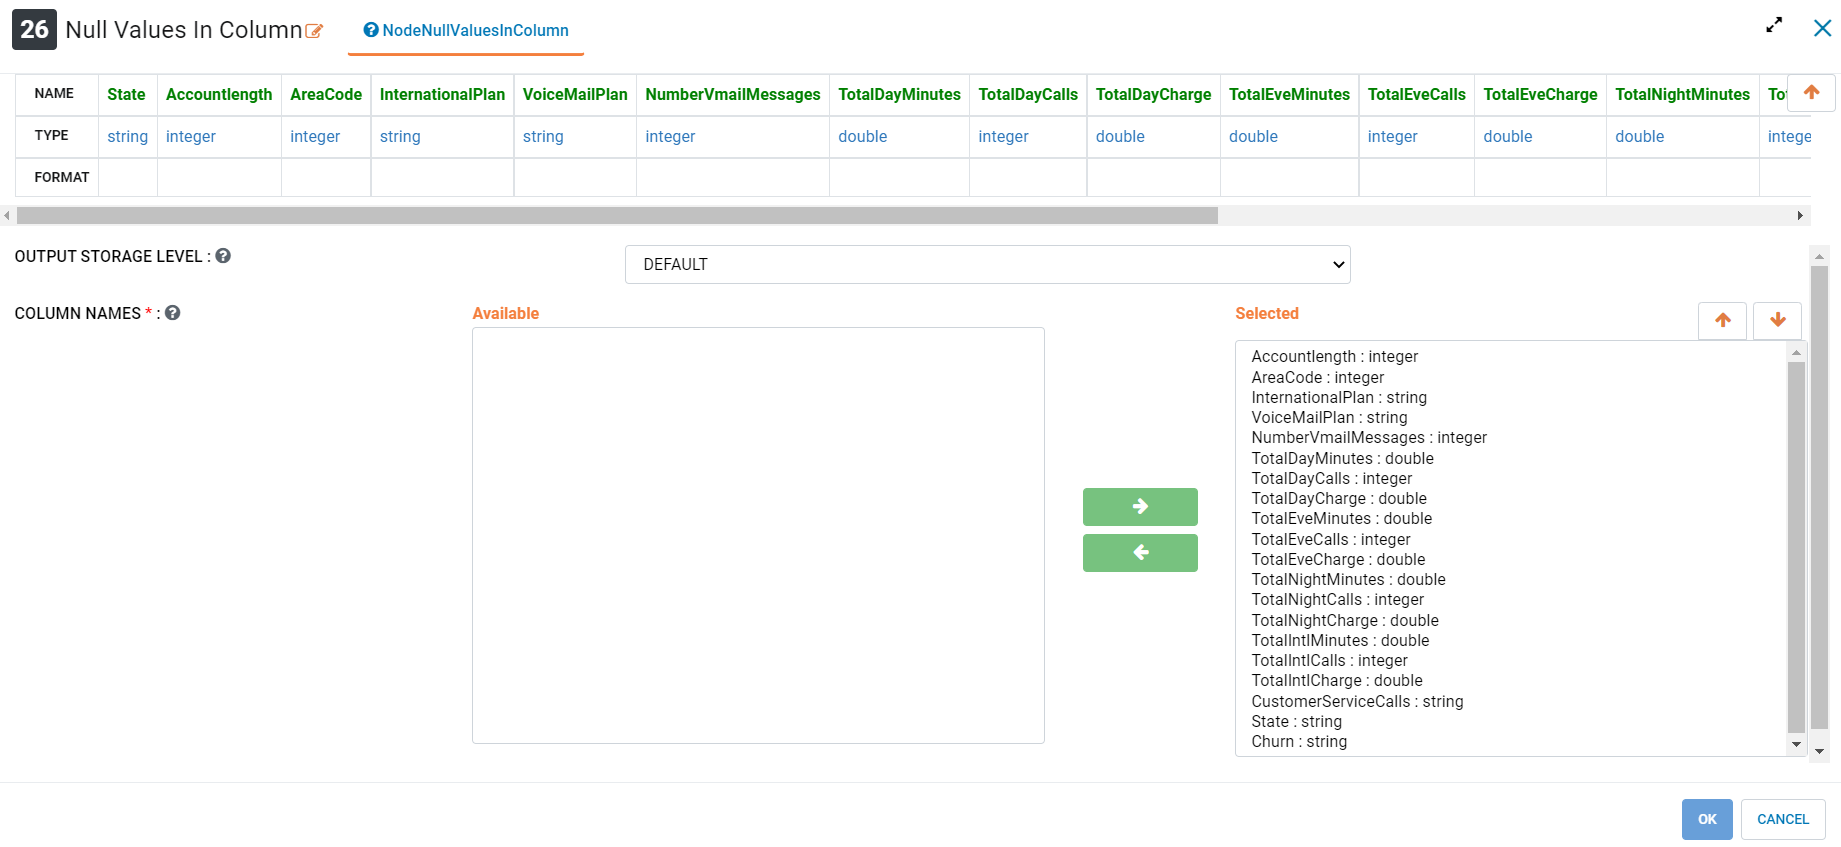 26 Null Values In Column NodeNullValuesInColumn
NAME State Accountlength AreaCode InternationalPlan VoiceMailPlan NumberVmailMessages TotalDayMinutes TotalDayCalls TotalDayCharge TotalEveMinutes TotalEveCalls TotalEveCharge TotalNightMinutes To
TYPE string integer integer string string integer double integer double double integer double double intege
FORMAT
OUTPUT STORAGE LEVEL : DEFAULT
COLUMN NAMES * : Available Selected
Accountlength : integer
AreaCode : integer
InternationalPlan : string
VoiceMailPlan : string
NumberVmailMessages : integer
TotalDayMinutes : double
TotalDayCalls : integer
TotalDayCharge : double
TotalEveMinutes : double
TotalEveCalls : integer
TotalEveCharge : double
TotalNightMinutes : double
TotalNightCalls : integer
TotalNightCharge : double
TotalIntlMinutes : double
TotalIntlCalls : integer
TotalIntlCharge : double
CustomerServiceCalls : string
State : string
Churn : string
OK CANCEL